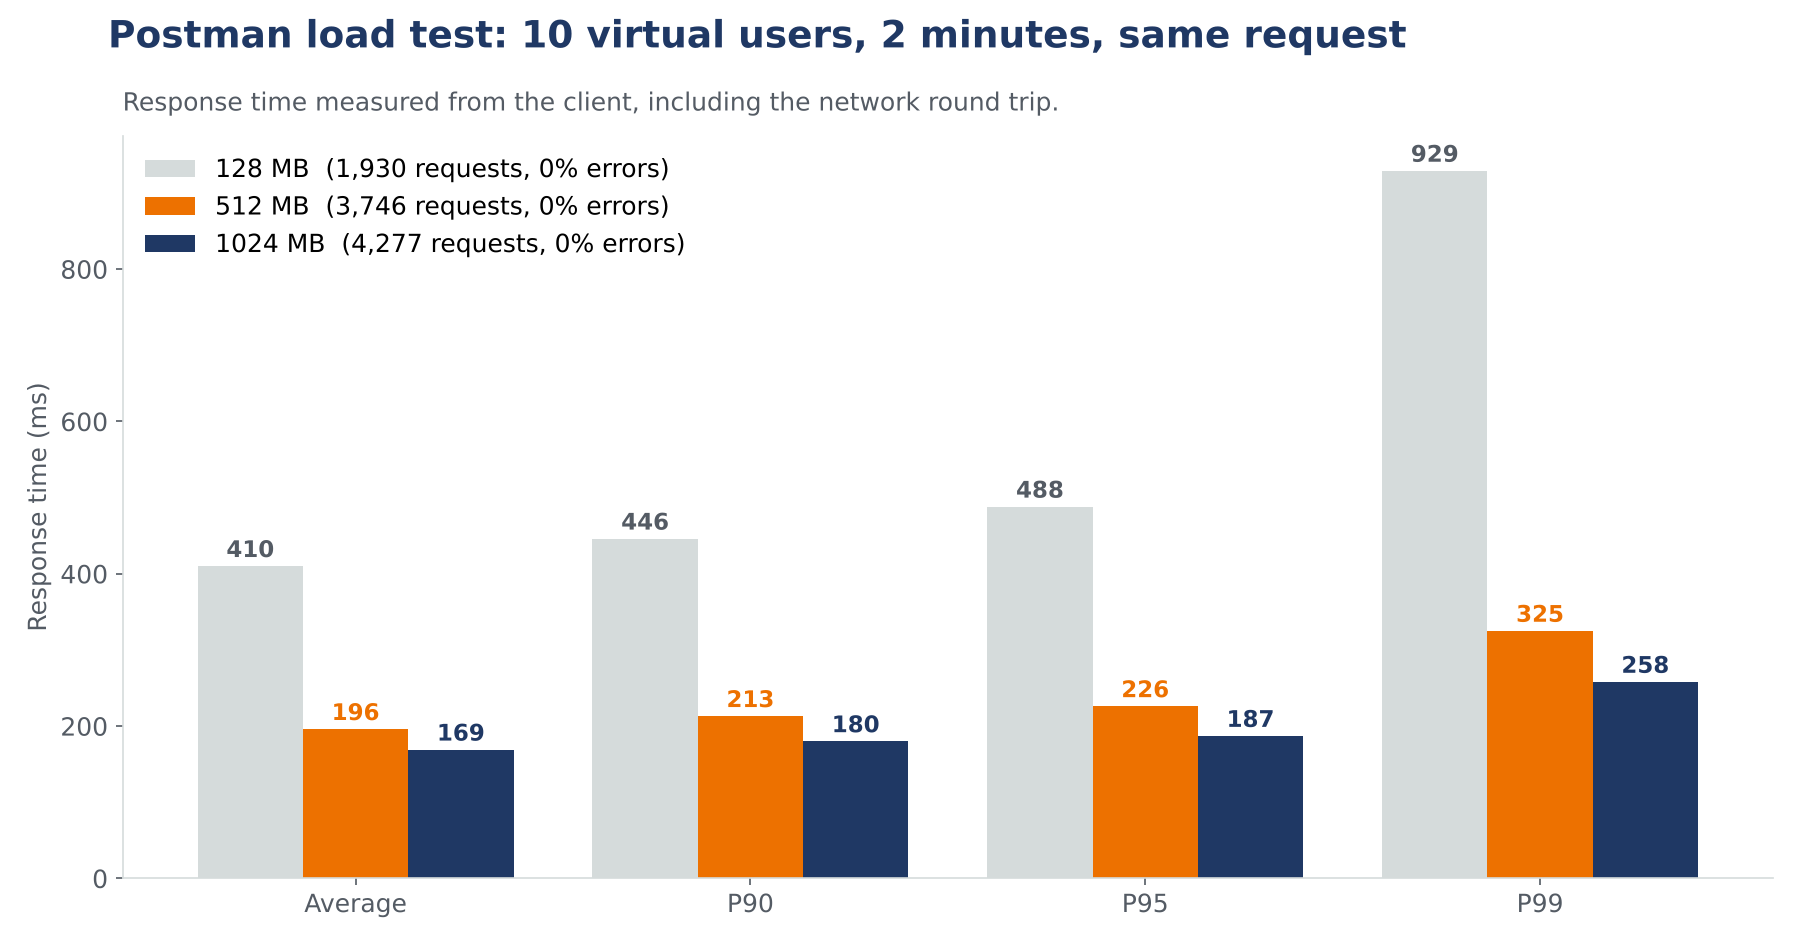 Postman load test: 10 virtual users, 2 minutes, same request
Response time measured from the client, including the network round trip.
128 MB (1,930 requests, 0% errors)
512 MB (3,746 requests, 0% errors)
1024 MB (4,277 requests, 0% errors)
Response time (ms)
800
600
400
200
0
410
196
169
446
213
180
488
226
187
929
325
258
Average
P90
P95
P99